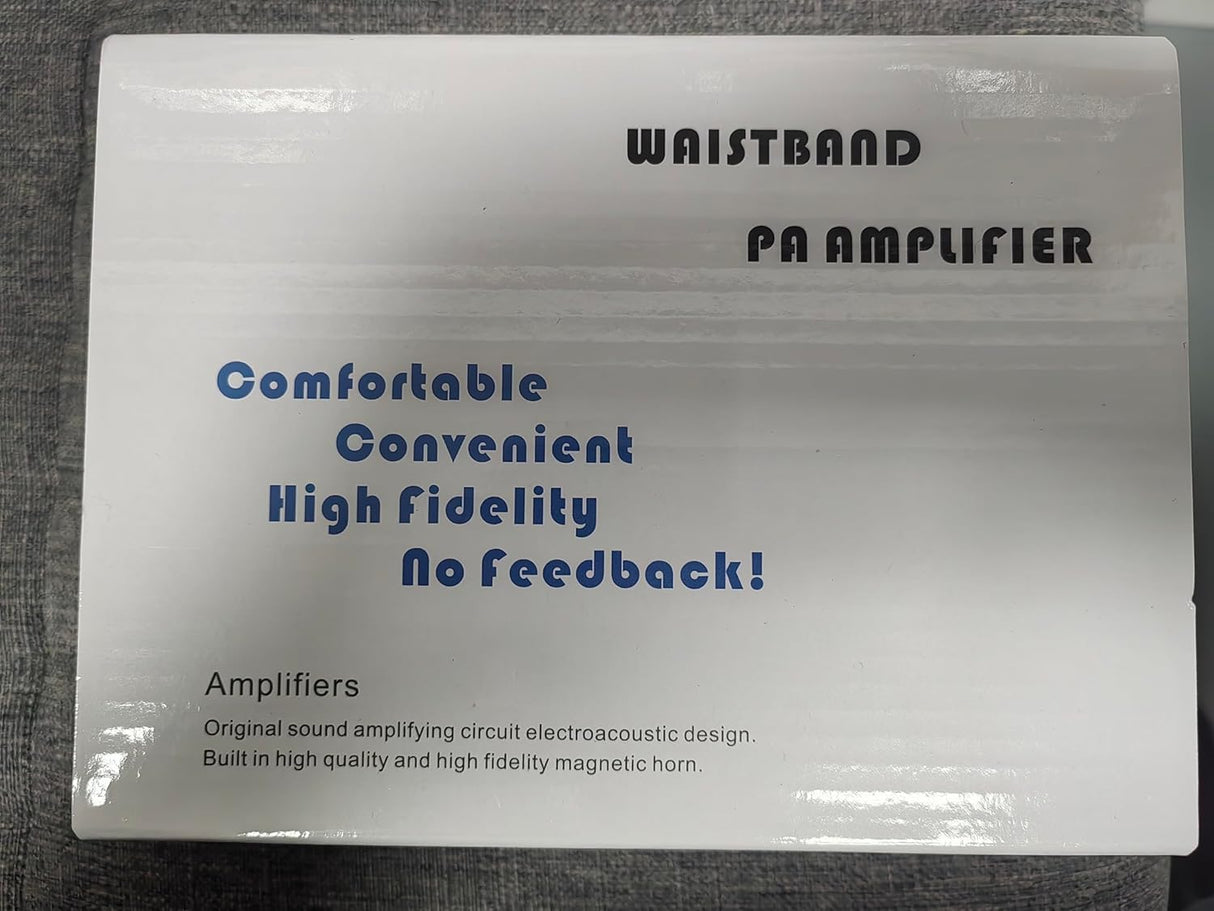 WAISTBAND
PA AMPLIFIER
Comfortable
Convenient
High Fidelity
No Feedback!
Amplifiers
Original sound amplifying circuit electroacoustic design.
Built in high quality and high fidelity magnetic horn.